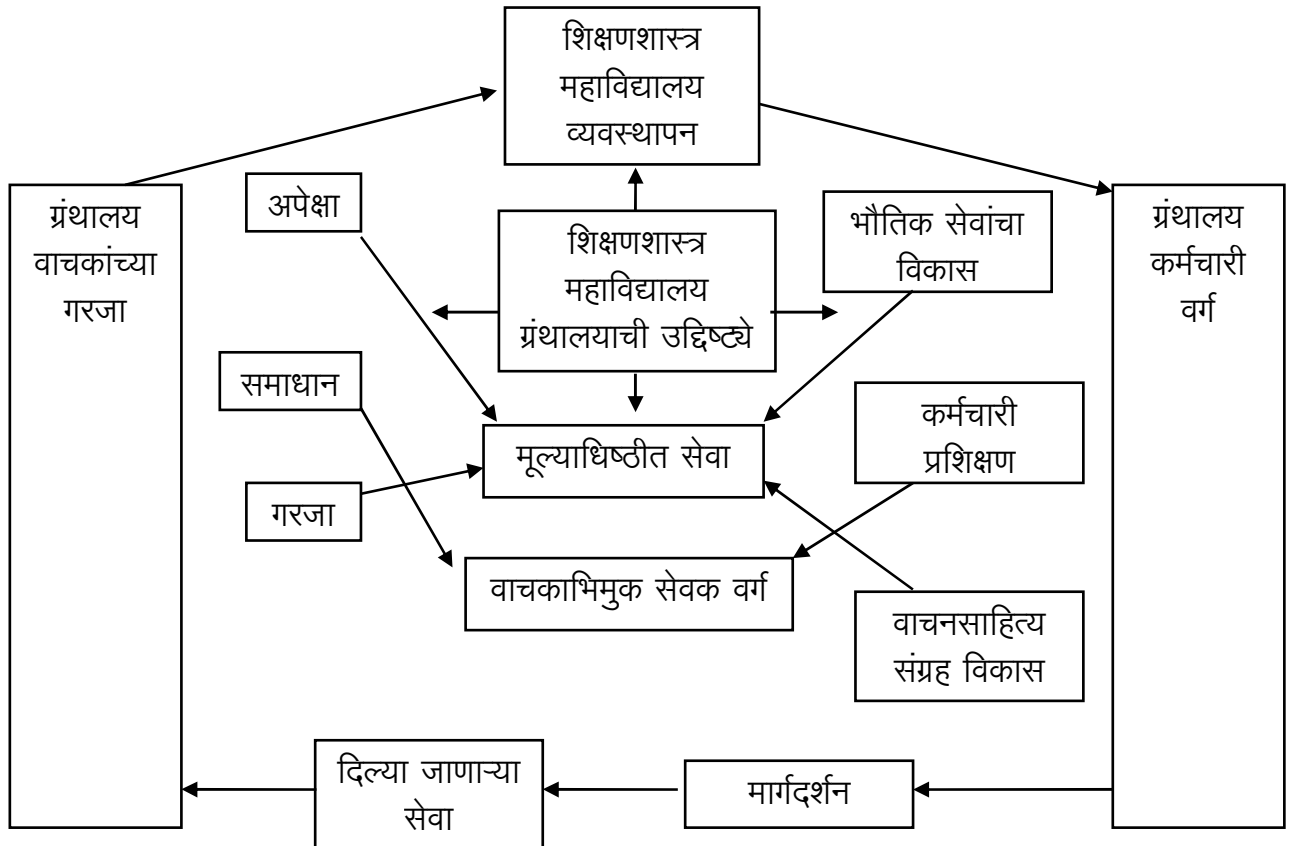 शिक्षणशास्त्र
महाविद्यालय
व्यवस्थापन
ग्रंथालय
वाचकांच्या
गरजा
अपेक्षा
शिक्षणशास्त्र
महाविद्यालय
ग्रंथालयाची उद्दिष्ट्ये
भौतिक सेवांचा
विकास
ग्रंथालय
कर्मचारी
वर्ग
समाधान
मूल्याधिष्ठीत सेवा
कर्मचारी
प्रशिक्षण
गरजा
वाचकाभिमुक सेवक वर्ग
वाचनसाहित्य
संग्रह विकास
दिल्या जाणाऱ्या
सेवा
मार्गदर्शन